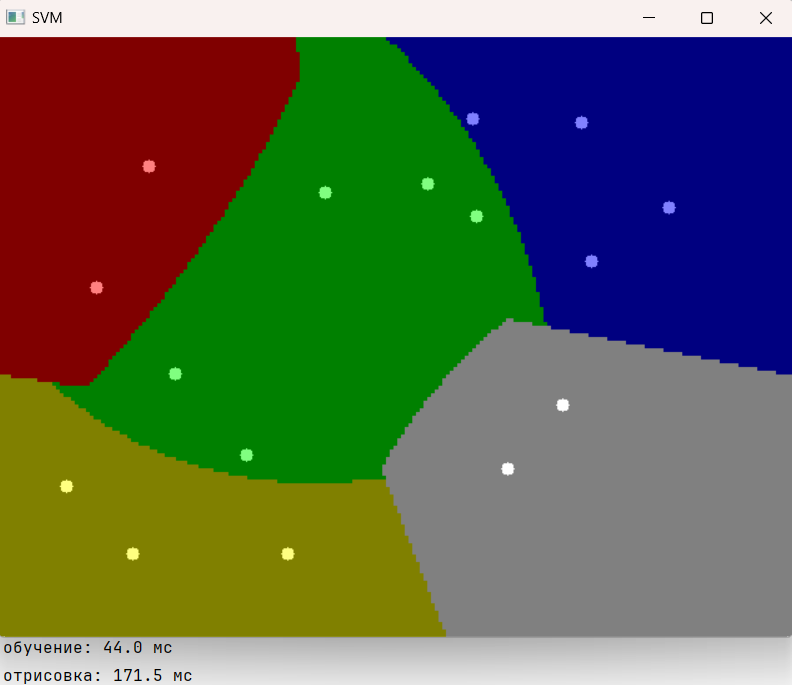 SVM
обучение: 44.0 мс
отрисовка: 171.5 мс